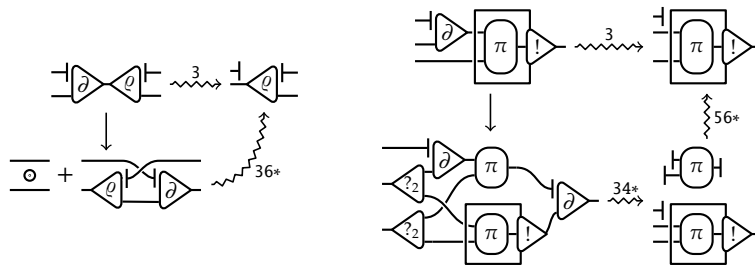 ∂ ϱ 3 ϱ
⊙ + ϱ ∂ 36*
∂ π ! 3 π !
56*
∂ π π
?₂ ∂ 34*
?₂ π ! π !